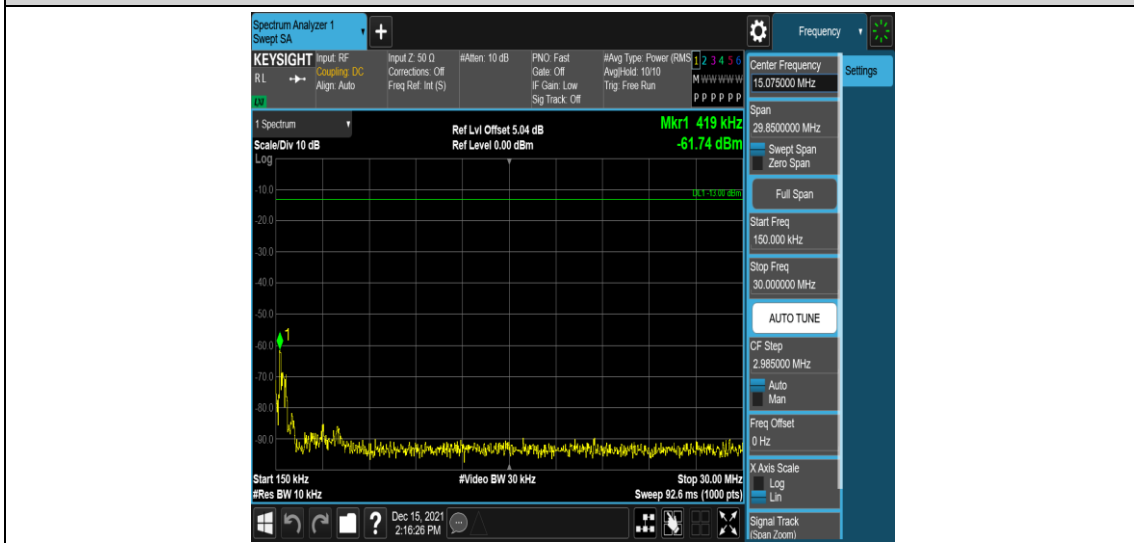 Spectrum Analyzer 1
Swept SA
+
Frequency
KEYSIGHT
RL
Input: RF
Coupling: DC
Align: Auto
Input Z: 50 Ω
Corrections: Off
Freq Ref: Int (S)
#Atten: 10 dB
PNO: Fast
Gate: Off
IF Gain: Low
Sig Track: Off
#Avg Type: Power (RMS
Avg|Hold: 10/10
Trig: Free Run
1 2 3 4 5 6
M W W W W W
P P P P P P
1 Spectrum
Scale/Div 10 dB
Log
Ref Lvl Offset 5.04 dB
Ref Level 0.00 dBm
Mkr1 419 kHz
-61.74 dBm
DL1 -13.00 dBm
-10.0
-20.0
-30.0
-40.0
-50.0
-60.0
-70.0
-80.0
-90.0
1
Start 150 kHz
#Res BW 10 kHz
#Video BW 30 kHz
Stop 30.00 MHz
Sweep 92.6 ms (1000 pts)
?
Dec 15, 2021
2:16:26 PM
Center Frequency
15.075000 MHz
Settings
Span
29.8500000 MHz
Swept Span
Zero Span
Full Span
Start Freq
150.000 kHz
Stop Freq
30.000000 MHz
AUTO TUNE
CF Step
2.985000 MHz
Auto
Man
Freq Offset
0 Hz
X Axis Scale
Log
Lin
Signal Track
(Span Zoom)